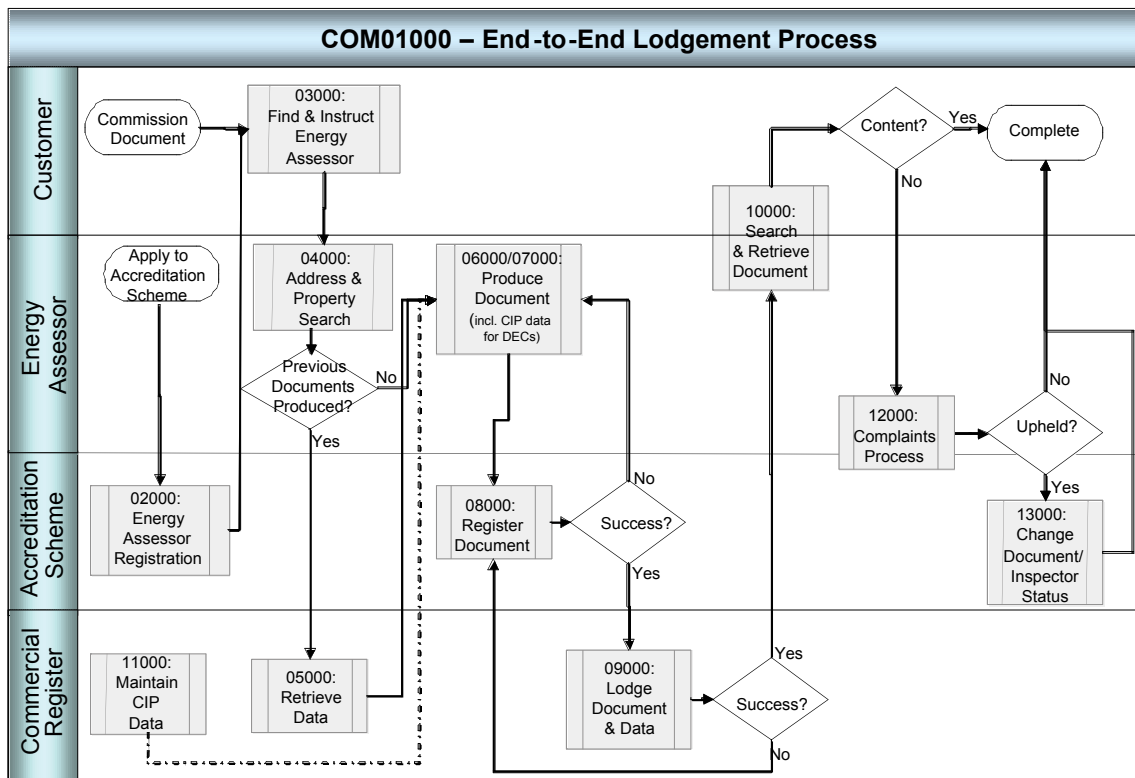 COM01000 – End-to-End Lodgement Process
Customer
Commission
Document
03000:
Find & Instruct
Energy
Assessor
Content?
Yes
Complete
No
10000:
Search
& Retrieve
Document
Energy
Assessor
Apply to
Accreditation
Scheme
04000:
Address &
Property
Search
06000/07000:
Produce
Document
(incl. CIP data
for DECs)
Previous
Documents
Produced?
No
Yes
12000:
Complaints
Process
Upheld?
No
Yes
Accreditation
Scheme
02000:
Energy
Assessor
Registration
08000:
Register
Document
Success?
No
Yes
13000:
Change
Document/
Inspector
Status
Commercial
Register
11000:
Maintain
CIP
Data
05000:
Retrieve
Data
09000:
Lodge
Document
& Data
Success?
Yes
No